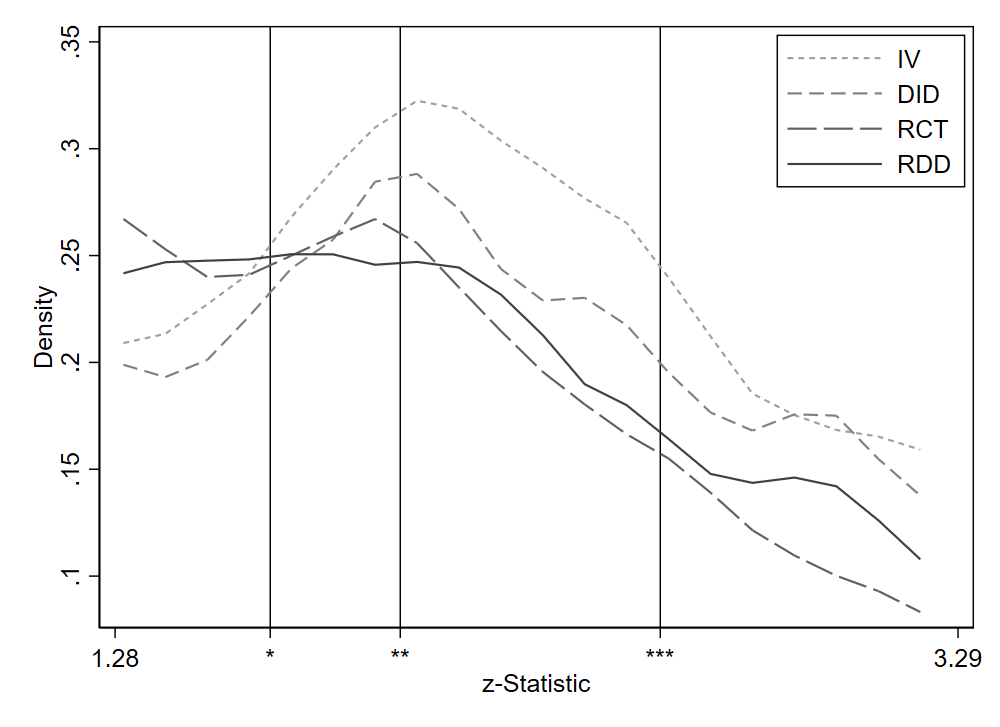 .35
.3
.25
.2
.15
.1
Density
IV
DID
RCT
RDD
1.28
*
**
***
3.29
z-Statistic